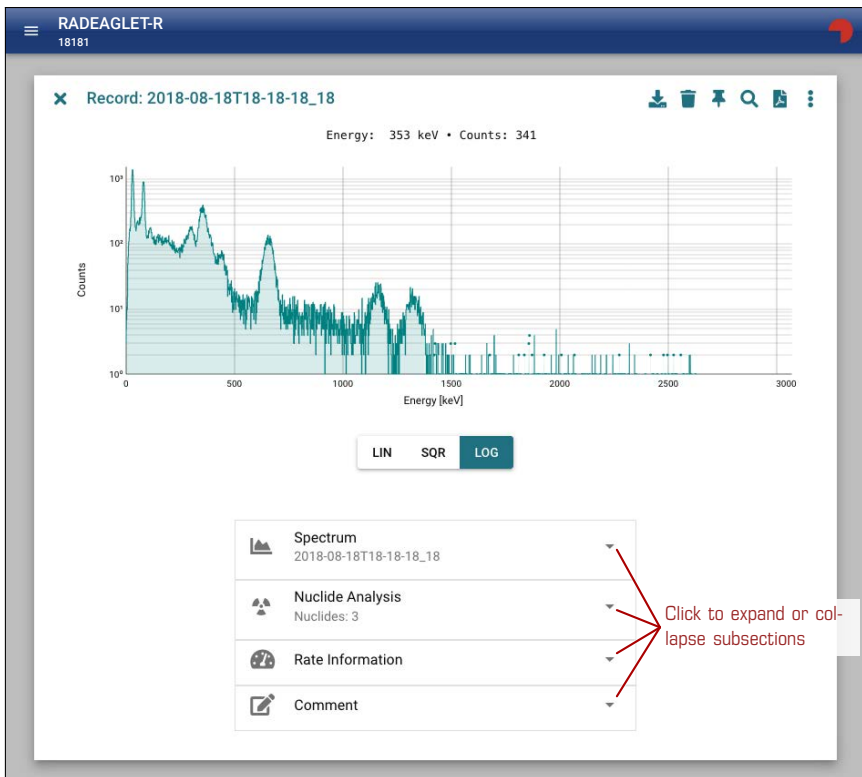 RADEAGLET-R
18181
Record: 2018-08-18T18-18-18_18
Energy:  353 keV • Counts: 341
10³
10²
10¹
10⁰
Counts
0 500 1000 1500 2000 2500 3000
Energy [keV]
LIN SQR LOG
Spectrum
2018-08-18T18-18-18_18
Nuclide Analysis
Nuclides: 3
Rate Information
Comment
Click to expand or col-
lapse subsections